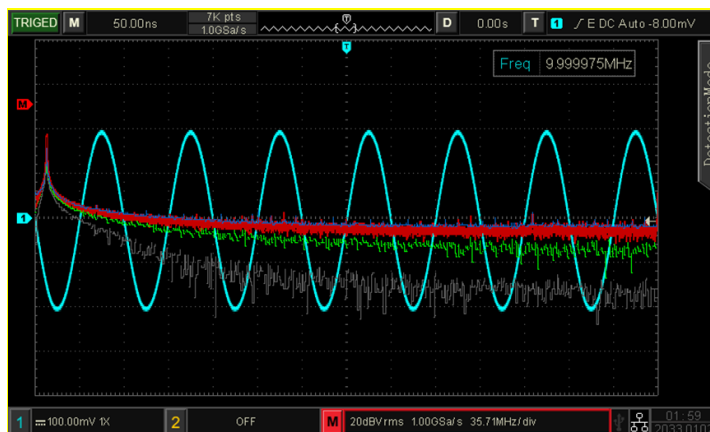 TRIGED M 50.00ns 7K pts 1.0GSa/s T D 0.00s T 1 E DC Auto -8.00mV
T
Freq 9.999975MHz
DetectionMode
M
1
1 100.00mV 1X 2 OFF M 20dBVrms 1.00GSa/s 35.71MHz/div 01:59